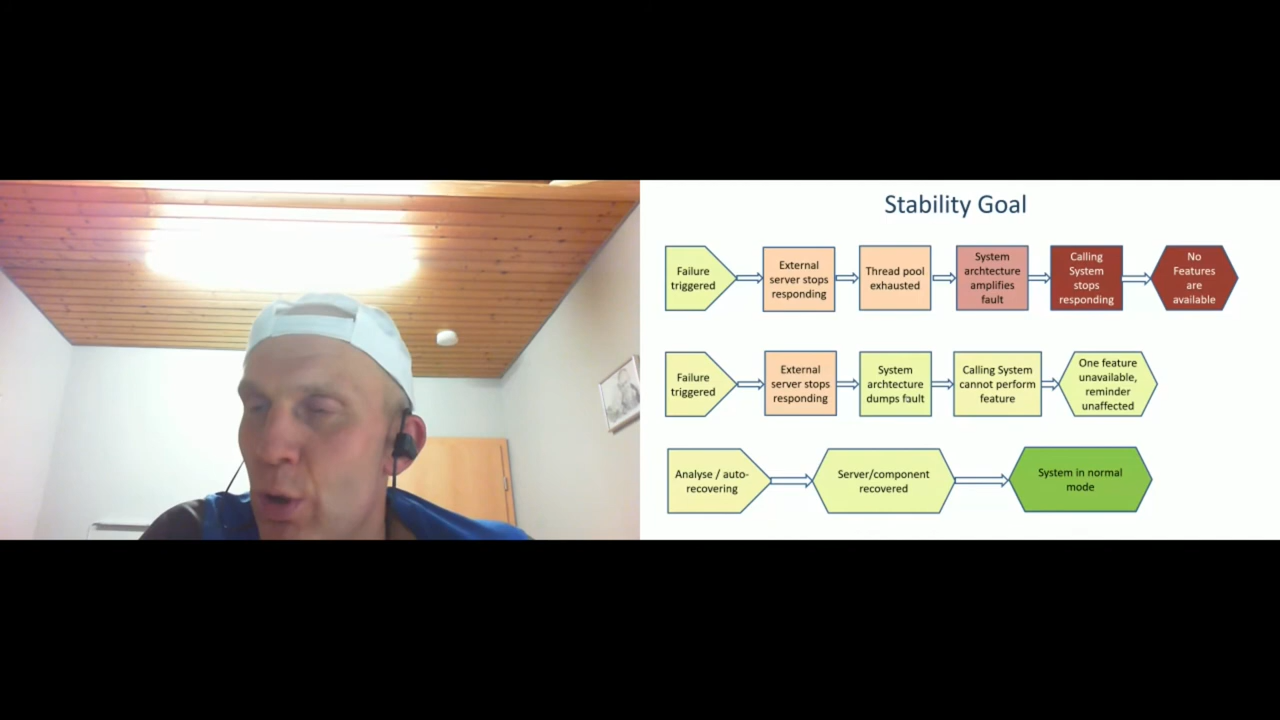 Stability Goal
Failure
triggered
External
server stops
responding
Thread pool
exhausted
System
archtecture
amplifies
fault
Calling
System
stops
responding
No
Features
are
available
Failure
triggered
External
server stops
responding
System
archtecture
dumps fault
Calling System
cannot perform
feature
One feature
unavailable,
reminder
unaffected
Analyse / auto-
recovering
Server/component
recovered
System in normal
mode